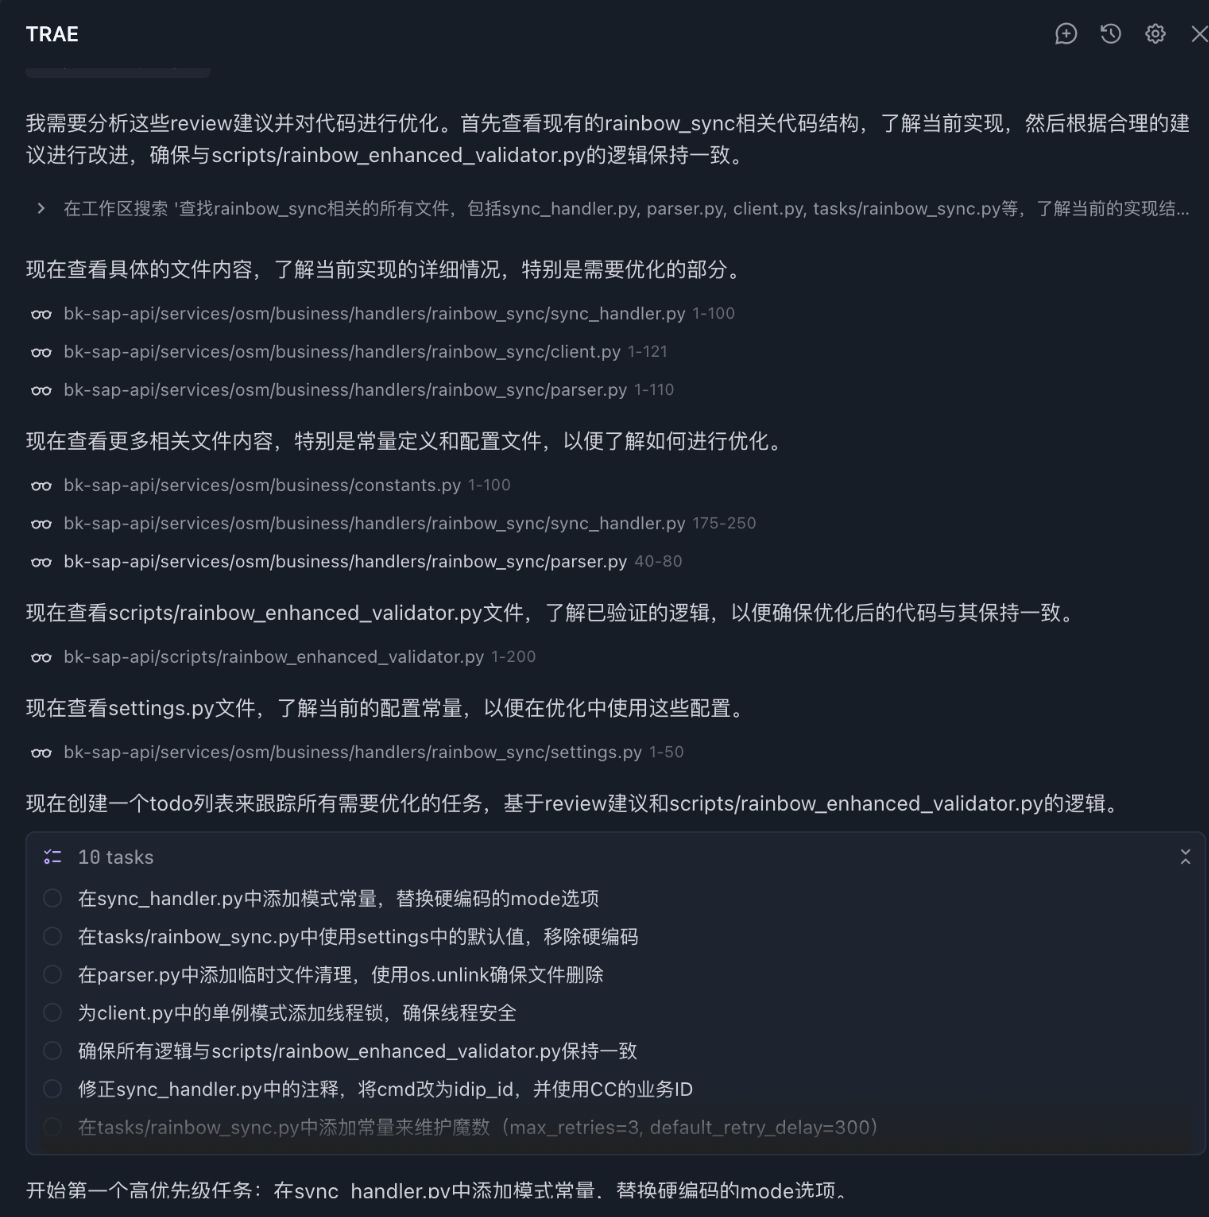 TRAE
我需要分析这些review建议并对代码进行优化。首先查看现有的rainbow_sync相关代码结构，了解当前实现，然后根据合理的建
议进行改进，确保与scripts/rainbow_enhanced_validator.py的逻辑保持一致。
在工作区搜索 '查找rainbow_sync相关的所有文件，包括sync_handler.py, parser.py, client.py, tasks/rainbow_sync.py等，了解当前的实现结...
现在查看具体的文件内容，了解当前实现的详细情况，特别是需要优化的部分。
bk-sap-api/services/osm/business/handlers/rainbow_sync/sync_handler.py 1-100
bk-sap-api/services/osm/business/handlers/rainbow_sync/client.py 1-121
bk-sap-api/services/osm/business/handlers/rainbow_sync/parser.py 1-110
现在查看更多相关文件内容，特别是常量定义和配置文件，以便了解如何进行优化。
bk-sap-api/services/osm/business/constants.py 1-100
bk-sap-api/services/osm/business/handlers/rainbow_sync/sync_handler.py 175-250
bk-sap-api/services/osm/business/handlers/rainbow_sync/parser.py 40-80
现在查看scripts/rainbow_enhanced_validator.py文件，了解已验证的逻辑，以便确保优化后的代码与其保持一致。
bk-sap-api/scripts/rainbow_enhanced_validator.py 1-200
现在查看settings.py文件，了解当前的配置常量，以便在优化中使用这些配置。
bk-sap-api/services/osm/business/handlers/rainbow_sync/settings.py 1-50
现在创建一个todo列表来跟踪所有需要优化的任务，基于review建议和scripts/rainbow_enhanced_validator.py的逻辑。
10 tasks
在sync_handler.py中添加模式常量，替换硬编码的mode选项
在tasks/rainbow_sync.py中使用settings中的默认值，移除硬编码
在parser.py中添加临时文件清理，使用os.unlink确保文件删除
为client.py中的单例模式添加线程锁，确保线程安全
确保所有逻辑与scripts/rainbow_enhanced_validator.py保持一致
修正sync_handler.py中的注释，将cmd改为idip_id，并使用CC的业务ID
在tasks/rainbow_sync.py中添加常量来维护魔数（max_retries=3, default_retry_delay=300）
开始第一个高优先级任务：在sync_handler.py中添加模式常量，替换硬编码的mode选项。